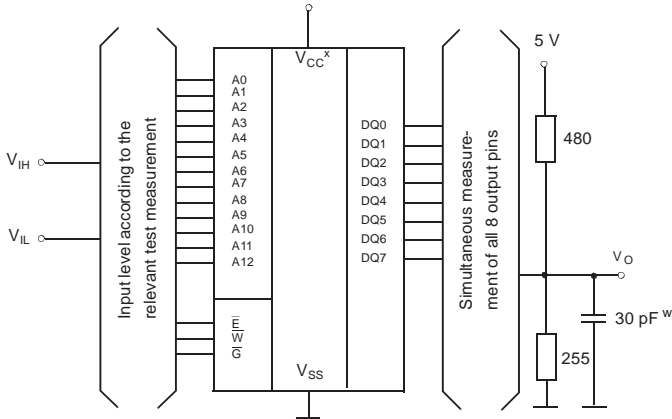 V_IH
V_IL
Input level according to the
relevant test measurement
A0
A1
A2
A3
A4
A5
A6
A7
A8
A9
A10
A11
A12
E̅
W̅
G̅
V_CC^x
V_SS
DQ0
DQ1
DQ2
DQ3
DQ4
DQ5
DQ6
DQ7
Simultaneous measure-
ment of all 8 output pins
5 V
480
V_O
30 pF^w
255